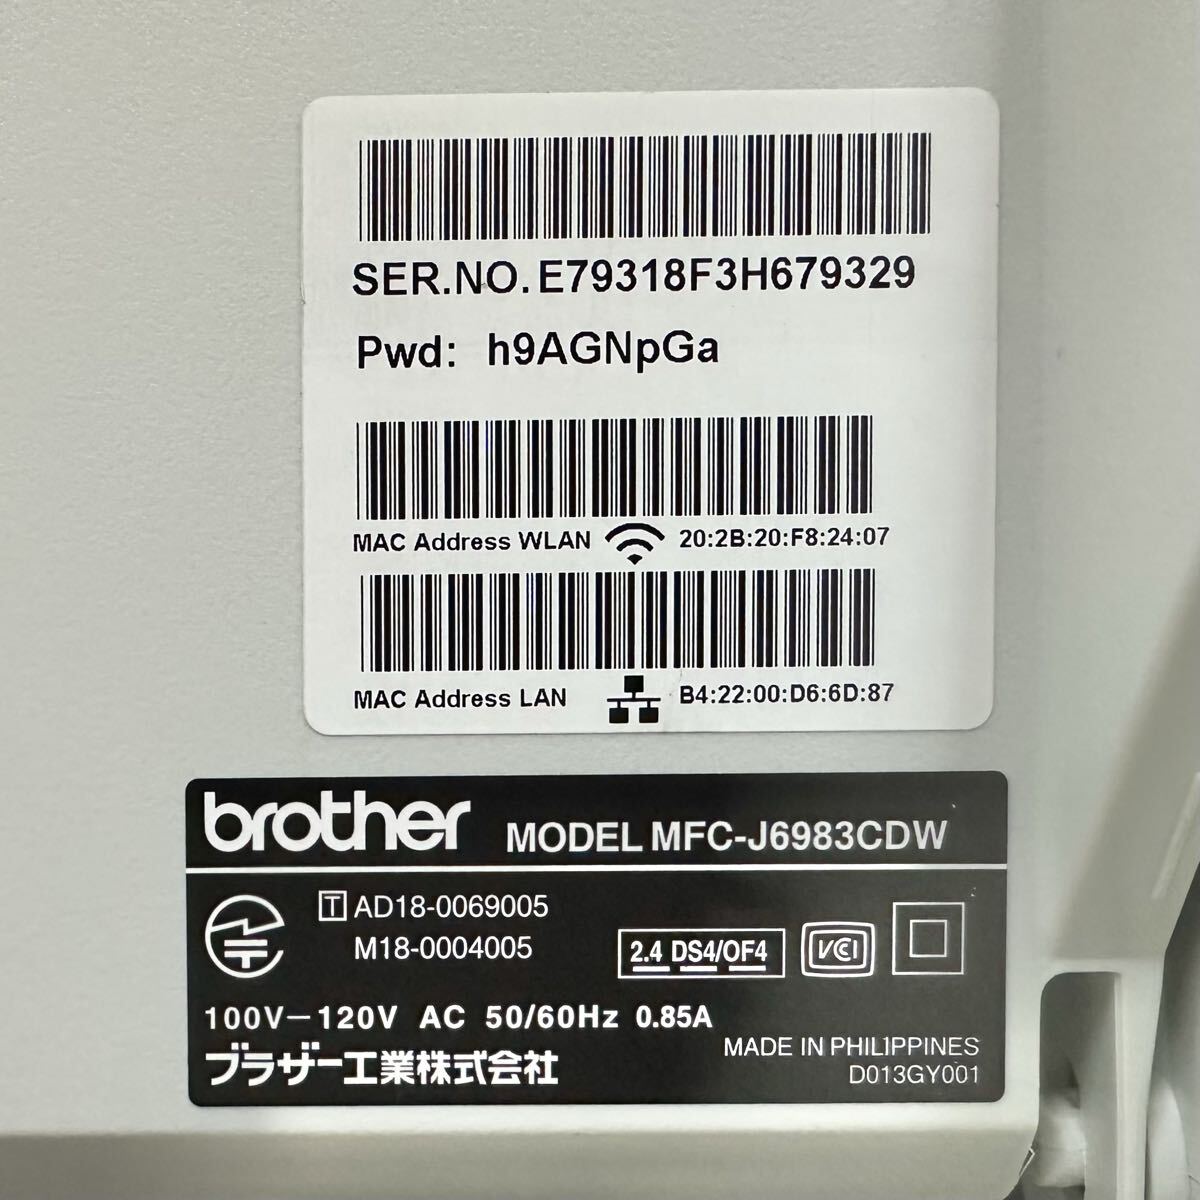 SER.NO. E79318F3H679329
Pwd: h9AGNpGa
MAC Address WLAN 20:2B:20:F8:24:07
MAC Address LAN B4:22:00:D6:6D:87
brother MODEL MFC-J6983CDW
T AD18-0069005
M18-0004005
2.4 DS4/OF4 VCI
100V-120V AC 50/60Hz 0.85A
ブラザー工業株式会社
MADE IN PHILIPPINES
D013GY001